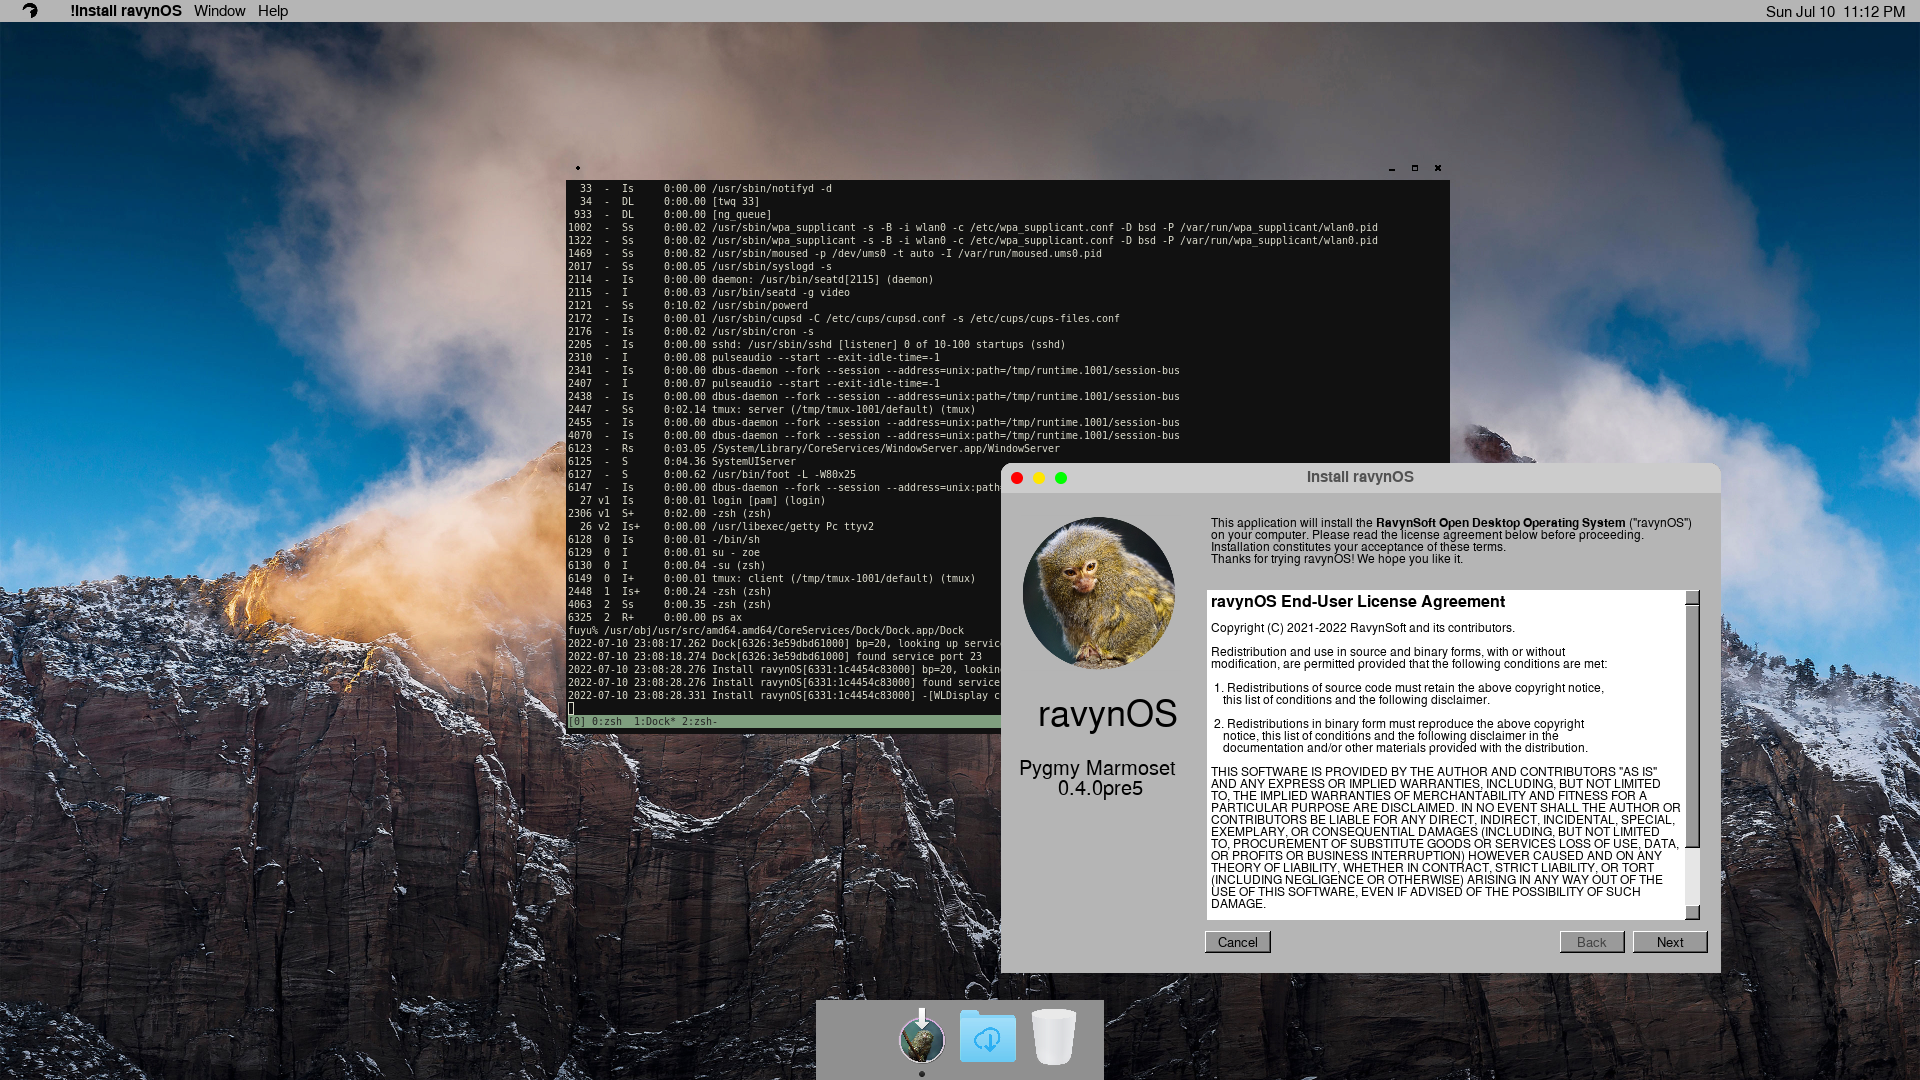 !Install ravynOS Window Help
Sun Jul 10 11:12 PM
33 - Is 0:00.00 /usr/sbin/notifyd -d
34 - DL 0:00.00 [twq 33]
933 - DL 0:00.00 [ng_queue]
1002 - Ss 0:00.02 /usr/sbin/wpa_supplicant -s -B -i wlan0 -c /etc/wpa_supplicant.conf -D bsd -P /var/run/wpa_supplicant/wlan0.pid
1322 - Ss 0:00.02 /usr/sbin/wpa_supplicant -s -B -i wlan0 -c /etc/wpa_supplicant.conf -D bsd -P /var/run/wpa_supplicant/wlan0.pid
1469 - Ss 0:00.82 /usr/sbin/moused -p /dev/ums0 -t auto -I /var/run/moused.ums0.pid
2017 - Ss 0:00.05 /usr/sbin/syslogd -s
2114 - Is 0:00.00 daemon: /usr/bin/seatd[2115] (daemon)
2115 - I 0:00.03 /usr/bin/seatd -g video
2121 - Ss 0:10.02 /usr/sbin/powerd
2172 - Is 0:00.01 /usr/sbin/cupsd -C /etc/cups/cupsd.conf -s /etc/cups/cups-files.conf
2176 - Is 0:00.02 /usr/sbin/cron -s
2205 - Is 0:00.00 sshd: /usr/sbin/sshd [listener] 0 of 10-100 startups (sshd)
2310 - I 0:00.08 pulseaudio --start --exit-idle-time=-1
2341 - Is 0:00.00 dbus-daemon --fork --session --address=unix:path=/tmp/runtime.1001/session-bus
2407 - I 0:00.07 pulseaudio --start --exit-idle-time=-1
2438 - Is 0:00.00 dbus-daemon --fork --session --address=unix:path=/tmp/runtime.1001/session-bus
2447 - Ss 0:02.14 tmux: server (/tmp/tmux-1001/default) (tmux)
2455 - Is 0:00.00 dbus-daemon --fork --session --address=unix:path=/tmp/runtime.1001/session-bus
4070 - Is 0:00.00 dbus-daemon --fork --session --address=unix:path=/tmp/runtime.1001/session-bus
6123 - Rs 0:03.05 /System/Library/CoreServices/WindowServer.app/WindowServer
6125 - S 0:04.36 SystemUIServer
6127 - S 0:00.62 /usr/bin/foot -L -W80x25
6147 - Is 0:00.00 dbus-daemon --fork --session --address=unix:path=
27 v1 Is 0:00.01 login [pam] (login)
2306 v1 S+ 0:02.00 -zsh (zsh)
26 v2 Is+ 0:00.00 /usr/libexec/getty Pc ttyv2
6128 0 Is 0:00.01 -/bin/sh
6129 0 I 0:00.01 su - zoe
6130 0 I 0:00.04 -su (zsh)
6149 0 I+ 0:00.01 tmux: client (/tmp/tmux-1001/default) (tmux)
2448 1 Is+ 0:00.24 -zsh (zsh)
4063 2 Ss 0:00.35 -zsh (zsh)
6325 2 R+ 0:00.00 ps ax
fuyu% /usr/obj/usr/src/amd64.amd64/CoreServices/Dock/Dock.app/Dock
2022-07-10 23:08:17.262 Dock[6326:3e59dbd61000] bp=20, looking up servic
2022-07-10 23:08:18.274 Dock[6326:3e59dbd61000] found service port 23
2022-07-10 23:08:28.276 Install ravynOS[6331:1c4454c83000] bp=20, lookin
2022-07-10 23:08:28.276 Install ravynOS[6331:1c4454c83000] found service
2022-07-10 23:08:28.331 Install ravynOS[6331:1c4454c83000] -[WLDisplay c
[0] 0:zsh 1:Dock* 2:zsh-
Install ravynOS
This application will install the RavynSoft Open Desktop Operating System ("ravynOS")
on your computer. Please read the license agreement below before proceeding.
Installation constitutes your acceptance of these terms.
Thanks for trying ravynOS! We hope you like it.
ravynOS
Pygmy Marmoset
0.4.0pre5
ravynOS End-User License Agreement
Copyright (C) 2021-2022 RavynSoft and its contributors.
Redistribution and use in source and binary forms, with or without
modification, are permitted provided that the following conditions are met:
1. Redistributions of source code must retain the above copyright notice,
this list of conditions and the following disclaimer.
2. Redistributions in binary form must reproduce the above copyright
notice, this list of conditions and the following disclaimer in the
documentation and/or other materials provided with the distribution.
THIS SOFTWARE IS PROVIDED BY THE AUTHOR AND CONTRIBUTORS "AS IS"
AND ANY EXPRESS OR IMPLIED WARRANTIES, INCLUDING, BUT NOT LIMITED
TO, THE IMPLIED WARRANTIES OF MERCHANTABILITY AND FITNESS FOR A
PARTICULAR PURPOSE ARE DISCLAIMED. IN NO EVENT SHALL THE AUTHOR OR
CONTRIBUTORS BE LIABLE FOR ANY DIRECT, INDIRECT, INCIDENTAL, SPECIAL,
EXEMPLARY, OR CONSEQUENTIAL DAMAGES (INCLUDING, BUT NOT LIMITED
TO, PROCUREMENT OF SUBSTITUTE GOODS OR SERVICES LOSS OF USE, DATA,
OR PROFITS OR BUSINESS INTERRUPTION) HOWEVER CAUSED AND ON ANY
THEORY OF LIABILITY, WHETHER IN CONTRACT, STRICT LIABILITY, OR TORT
(INCLUDING NEGLIGENCE OR OTHERWISE) ARISING IN ANY WAY OUT OF THE
USE OF THIS SOFTWARE, EVEN IF ADVISED OF THE POSSIBILITY OF SUCH
DAMAGE.
Cancel
Back
Next